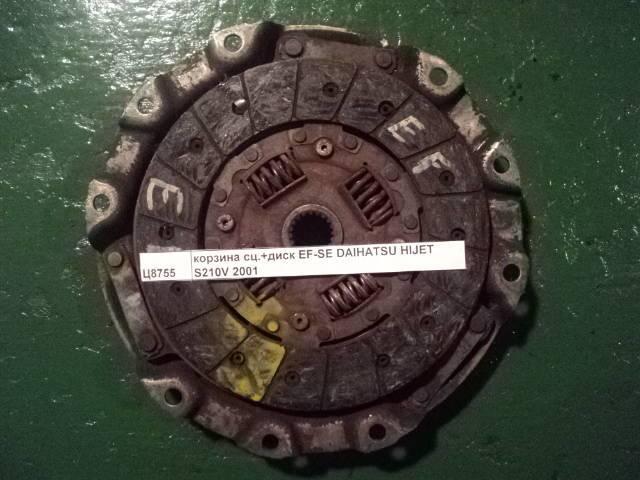 E F
E
Ц8755
корзина сц.+диск EF-SE DAIHATSU HIJET
S210V 2001